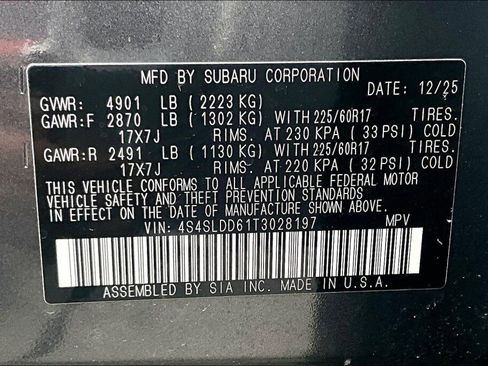 MFD BY SUBARU CORPORATION DATE: 12/25
GVWR: 4901 LB (2223 KG)
GAWR:F 2870 LB (1302 KG) WITH 225/60R17 TIRES.
17X7J RIMS. AT 230 KPA (33 PSI) COLD
GAWR:R 2491 LB (1130 KG) WITH 225/60R17 TIRES.
17X7J RIMS. AT 220 KPA (32 PSI) COLD
THIS VEHICLE CONFORMS TO ALL APPLICABLE FEDERAL MOTOR
VEHICLE SAFETY AND THEFT PREVENTION STANDARDS
IN EFFECT ON THE DATE OF MANUFACTURE SHOWN ABOVE.
VIN: 4S4SLDD61T3028197 MPV
ASSEMBLED BY SIA INC. MADE IN U.S.A.